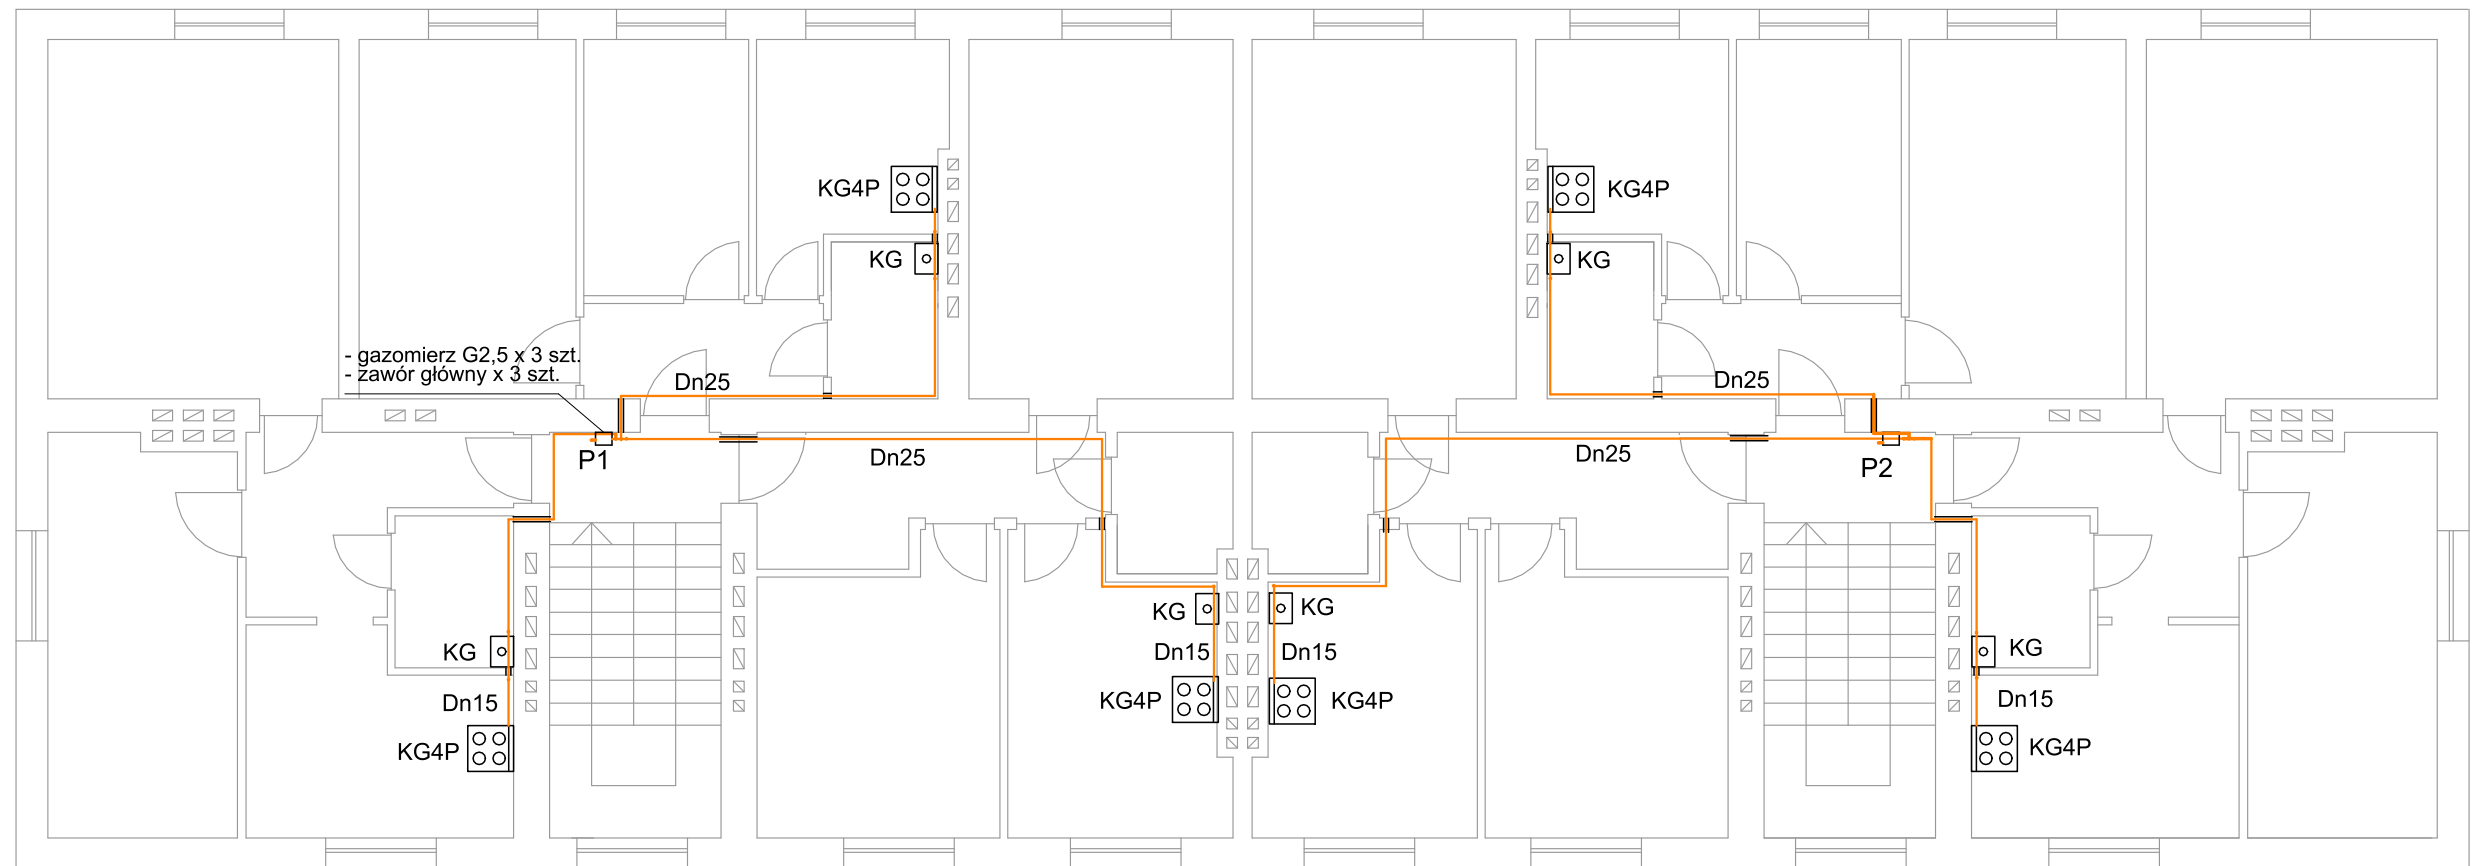 KG4P
KG4P
KG
KG
- gazomierz G2,5 x 3 szt.
- zawór główny x 3 szt.
Dn25
Dn25
P1
Dn25
Dn25
P2
KG
KG
KG
KG
Dn15
Dn15
Dn15
Dn15
KG4P
KG4P
KG4P
KG4P